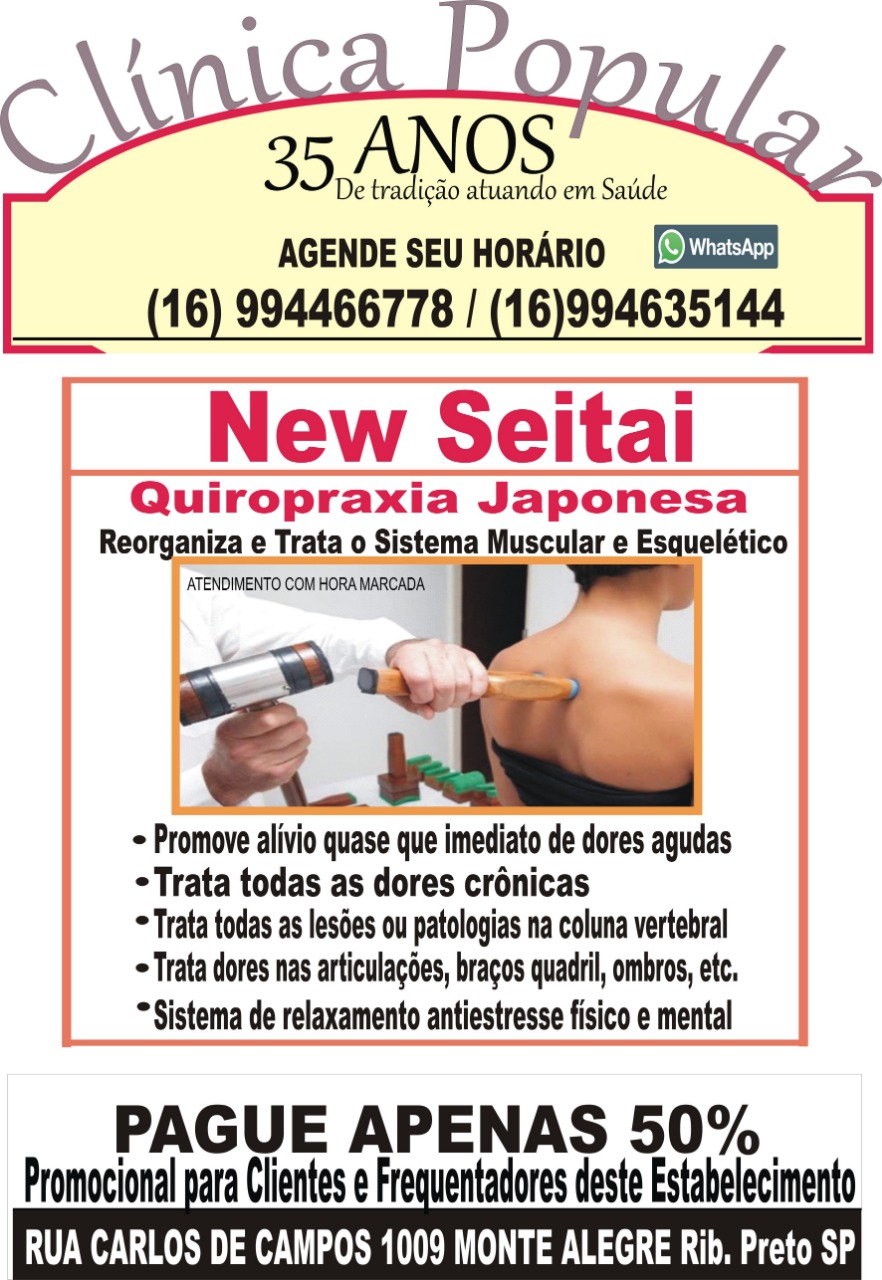 Clínica Popular
35 ANOS
De tradição atuando em Saúde
AGENDE SEU HORÁRIO WhatsApp
(16) 994466778 / (16)994635144
New Seitai
Quiropraxia Japonesa
Reorganiza e Trata o Sistema Muscular e Esquelético
ATENDIMENTO COM HORA MARCADA
• Promove alívio quase que imediato de dores agudas
• Trata todas as dores crônicas
• Trata todas as lesões ou patologias na coluna vertebral
• Trata dores nas articulações, braços quadril, ombros, etc.
• Sistema de relaxamento antiestresse físico e mental
PAGUE APENAS 50%
Promocional para Clientes e Frequentadores deste Estabelecimento
RUA CARLOS DE CAMPOS 1009 MONTE ALEGRE Rib. Preto SP